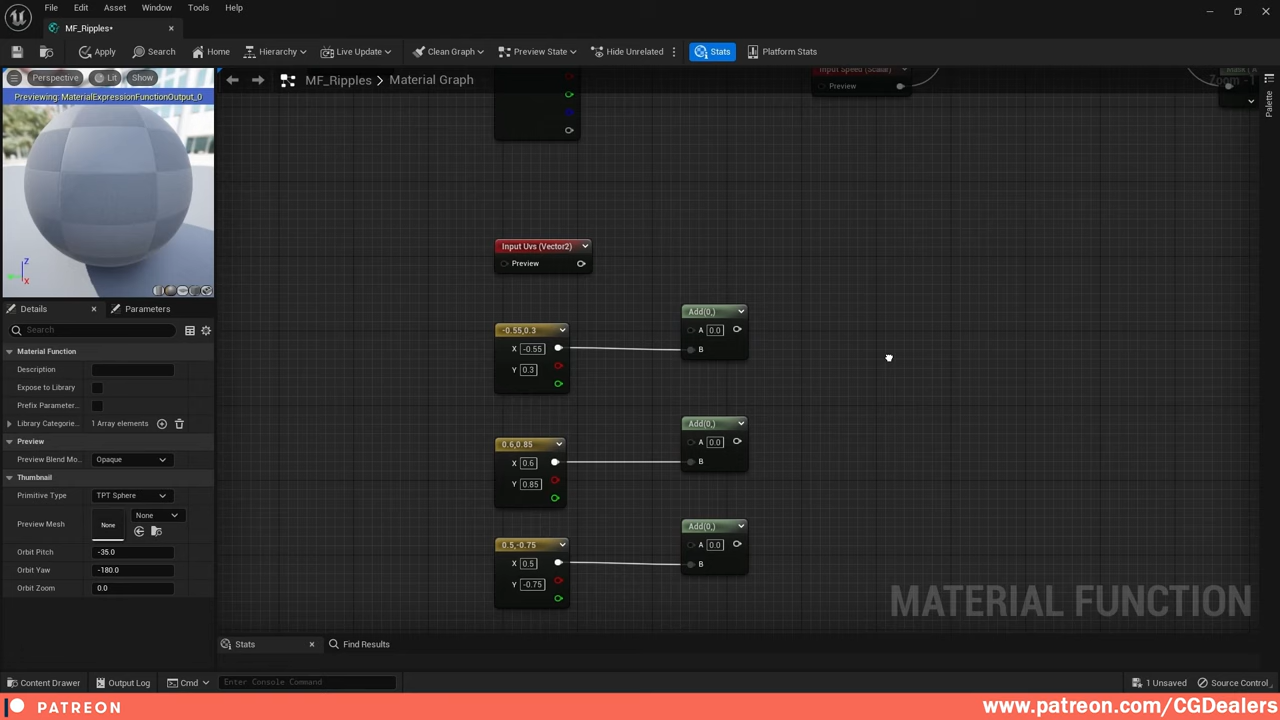 File Edit Asset Window Tools Help
MF_Ripples*
Apply Search Home Hierarchy Live Update Clean Graph Preview State Hide Unrelated Stats Platform Stats
Perspective Lit Show
MF_Ripples > Material Graph
Zoom -1
Palette
Previewing: MaterialExpressionFunctionOutput_0
Input Speed (Scalar)
Preview
Mask (
Z
X
Input Uvs (Vector2)
Preview
Details
Parameters
Search
Material Function
Description
Expose to Library
Prefix Parameter...
Library Categorie... 1 Array elements
Preview
Preview Blend Mo... Opaque
Thumbnail
Primitive Type TPT Sphere
Preview Mesh None None
Orbit Pitch -35.0
Orbit Yaw -180.0
Orbit Zoom 0.0
-0.55,0.3
X -0.55
Y 0.3
Add(0,)
A 0.0
B
0.6,0.85
X 0.6
Y 0.85
Add(0,)
A 0.0
B
0.5,-0.75
X 0.5
Y -0.75
Add(0,)
A 0.0
B
MATERIAL FUNCTION
Stats
Find Results
Content Drawer Output Log Cmd Enter Console Command 1 Unsaved Source Control
PATREON
www.patreon.com/CGDealers